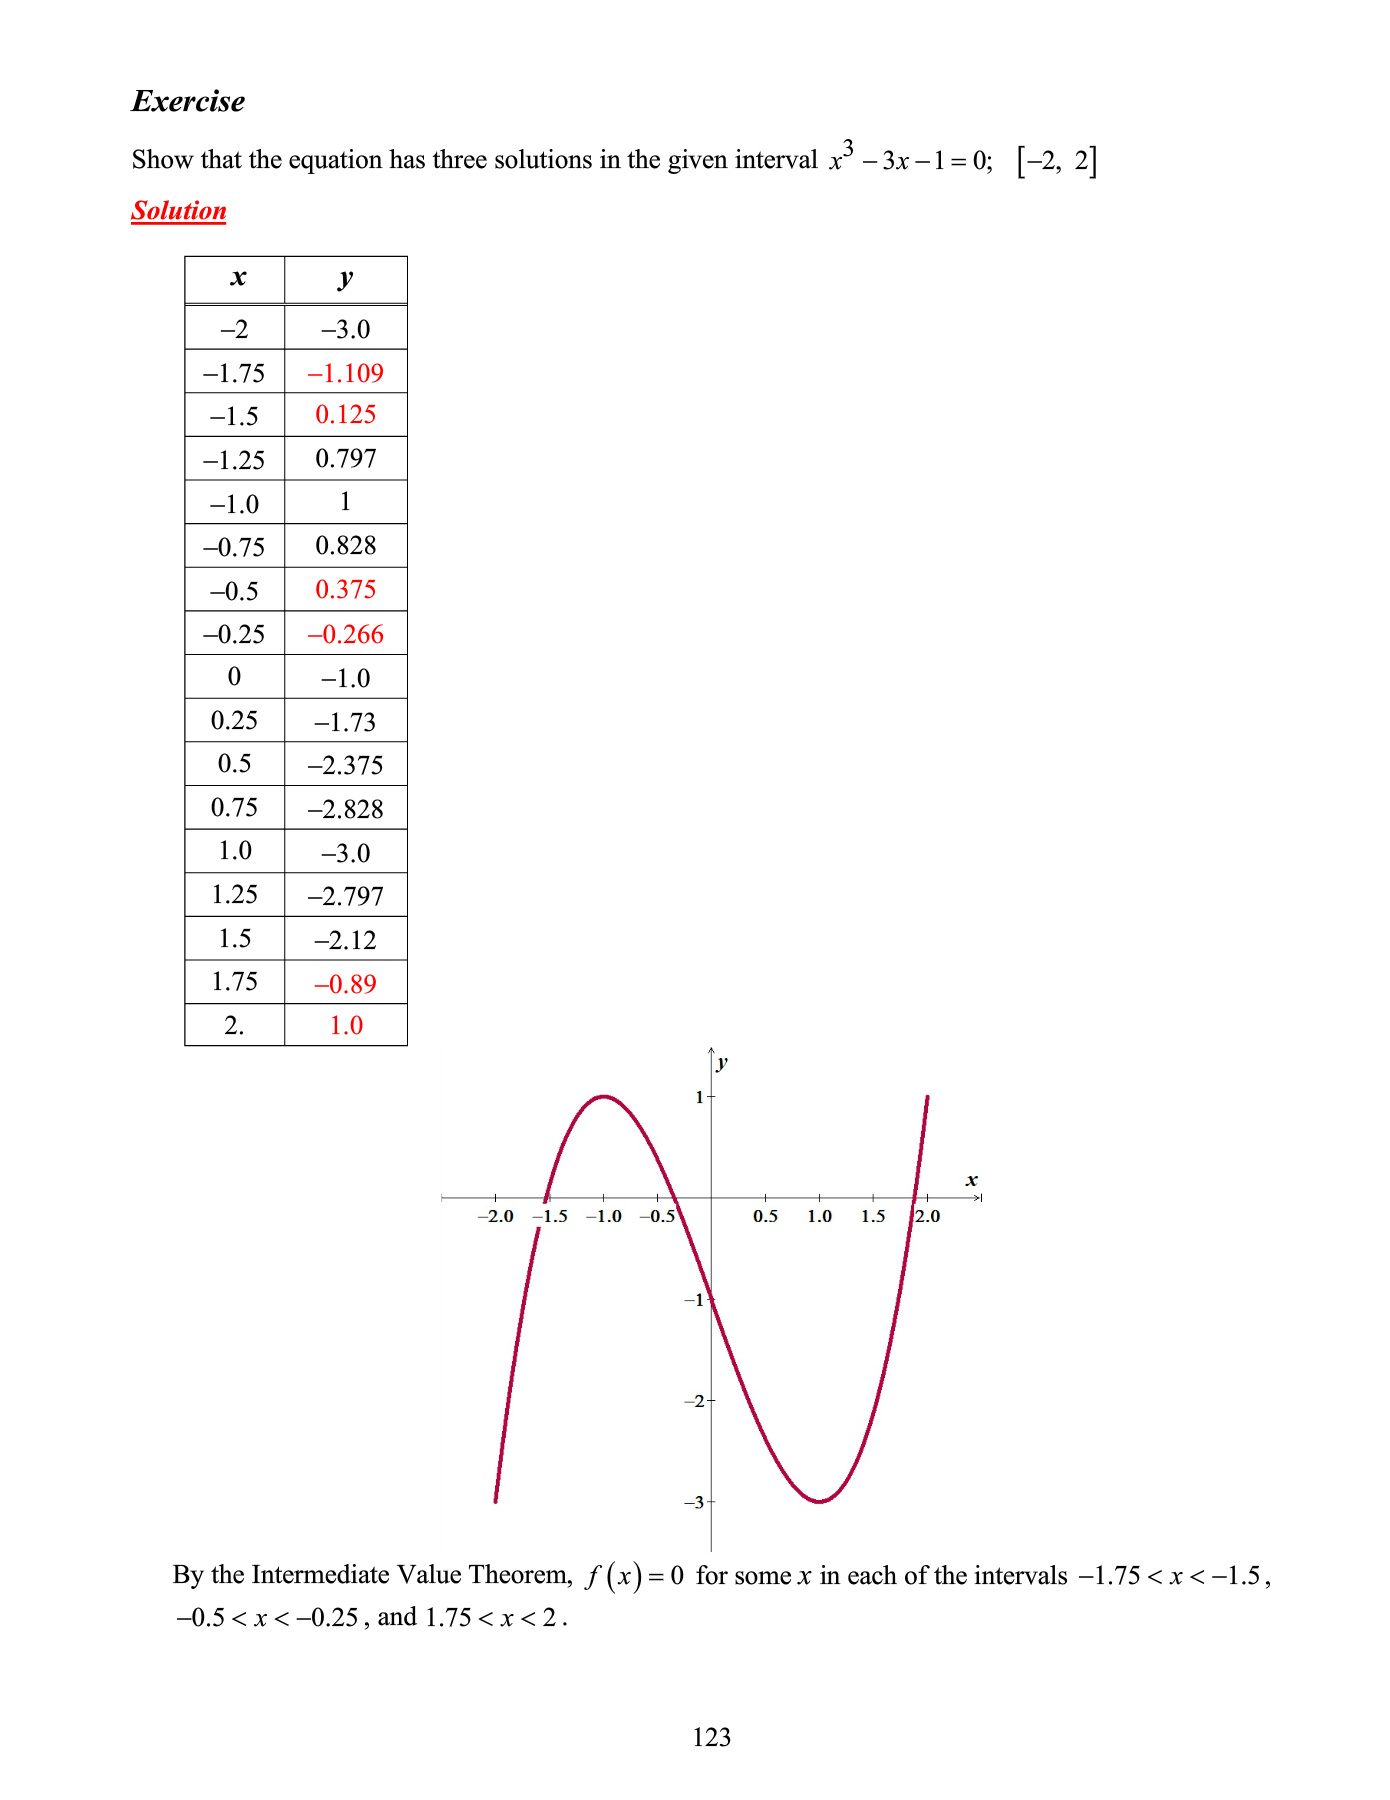 Exercise
Show that the equation has three solutions in the given interval x³ – 3x – 1 = 0; [–2, 2]
Solution
x y
–2 –3.0
–1.75 –1.109
–1.5 0.125
–1.25 0.797
–1.0 1
–0.75 0.828
–0.5 0.375
–0.25 –0.266
0 –1.0
0.25 –1.73
0.5 –2.375
0.75 –2.828
1.0 –3.0
1.25 –2.797
1.5 –2.12
1.75 –0.89
2. 1.0
y
1
x
–2.0 –1.5 –1.0 –0.5 0.5 1.0 1.5 2.0
–1
–2
–3
By the Intermediate Value Theorem, f(x) = 0 for some x in each of the intervals –1.75 < x < –1.5,
–0.5 < x < –0.25, and 1.75 < x < 2.
123